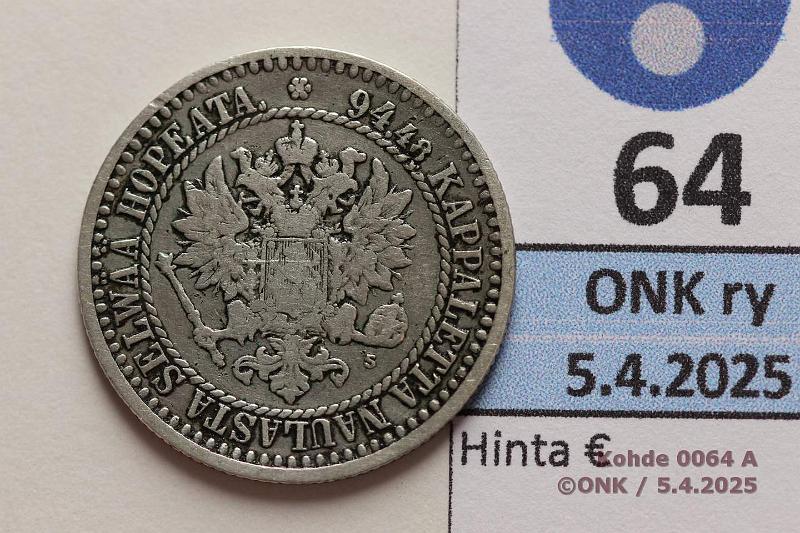 94,48 KAPPALETTA NAULASTA SELWÄÄ HOPEATA.
S
64
ONK ry
5.4.2025
Hinta €
Kohde 0064 A
©ONK / 5.4.2025